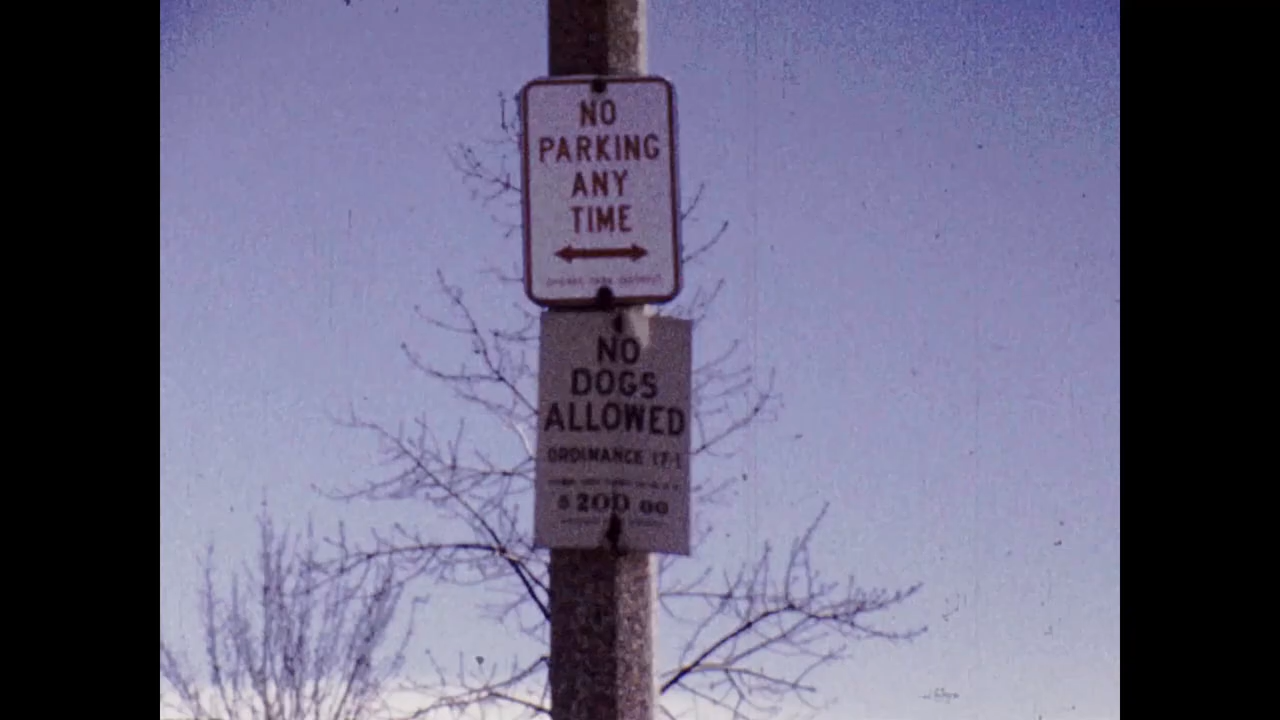 NO
PARKING
ANY
TIME
NO
DOGS
ALLOWED
ORDINANCE 17-1
$200.00